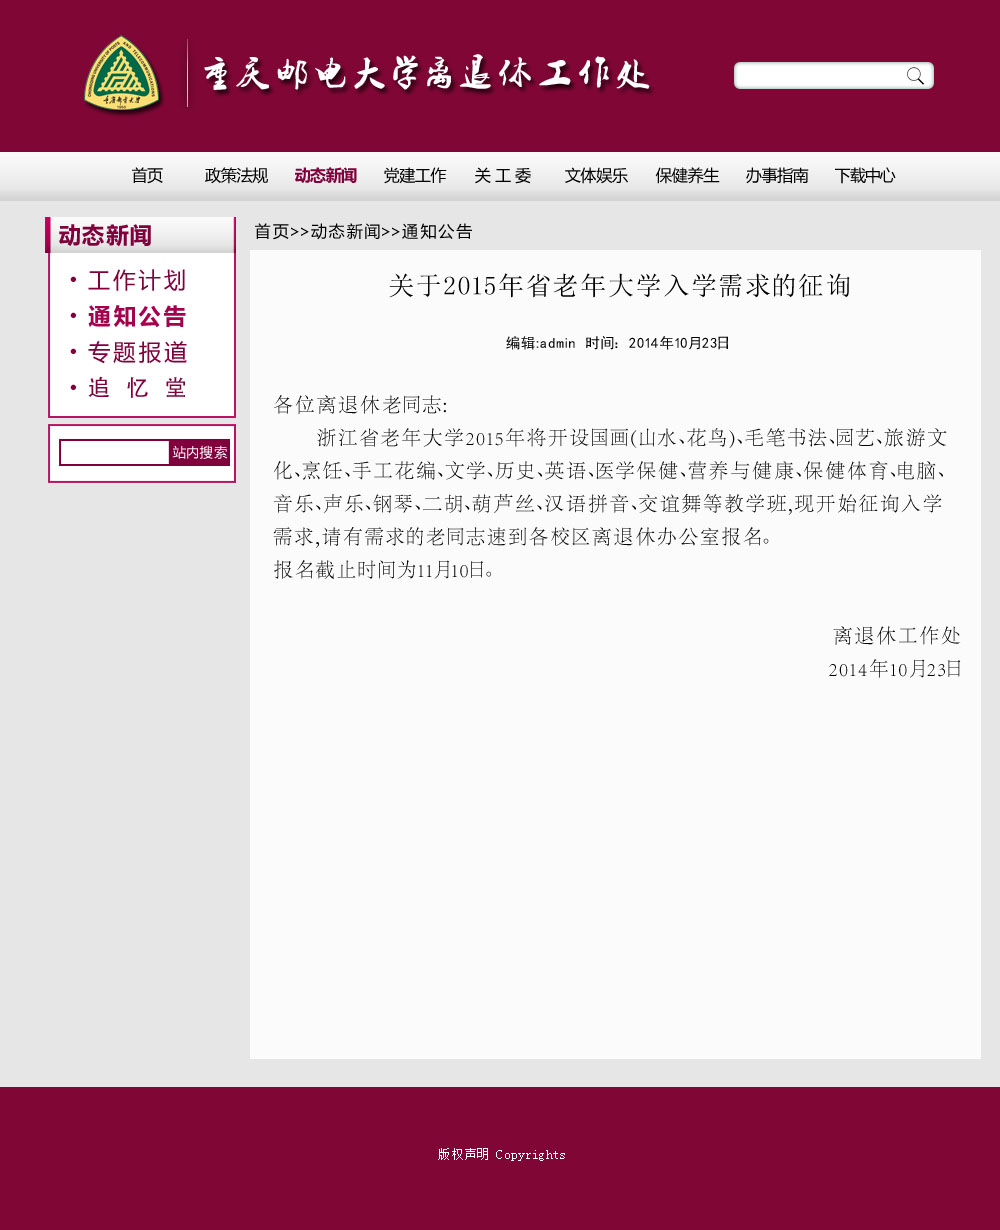 重庆邮电大学离退休工作处
首页 政策法规 动态新闻 党建工作 关 工 委 文体娱乐 保健养生 办事指南 下载中心
动态新闻
·工作计划
·通知公告
·专题报道
·追 忆 堂
站内搜索
首页>>动态新闻>>通知公告
关于2015年省老年大学入学需求的征询
编辑:admin 时间：2014年10月23日
各位离退休老同志:
浙江省老年大学2015年将开设国画(山水、花鸟)、毛笔书法、园艺、旅游文
化、烹饪、手工花编、文学、历史、英语、医学保健、营养与健康、保健体育、电脑、
音乐、声乐、钢琴、二胡、葫芦丝、汉语拼音、交谊舞等教学班,现开始征询入学
需求,请有需求的老同志速到各校区离退休办公室报名。
报名截止时间为11月10日。
离退休工作处
2014年10月23日
版权声明 Copyrights